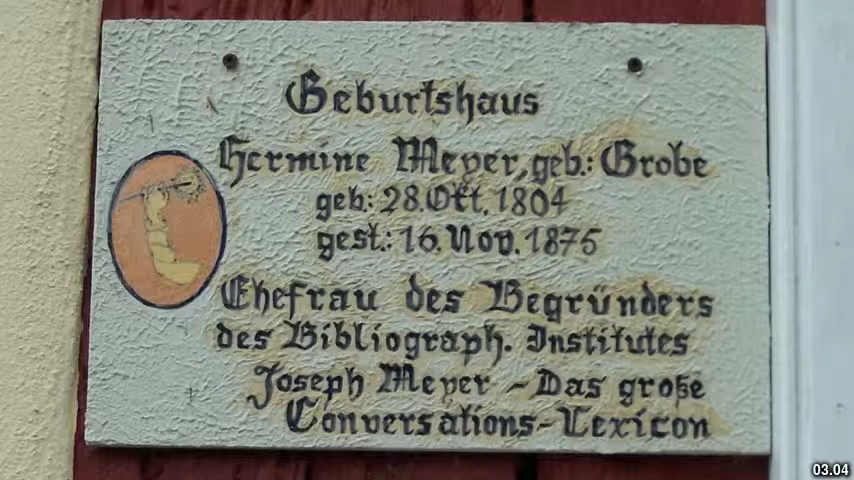 Geburtshaus
Hermine Meyer, geb.: Grobe
geb.: 28. Okt. 1804
gest.: 16. Nov. 1875
Ehefrau des Begründers
des Bibliograph. Institutes
Joseph Meyer - Das große
Conversations-Lexicon
03.04